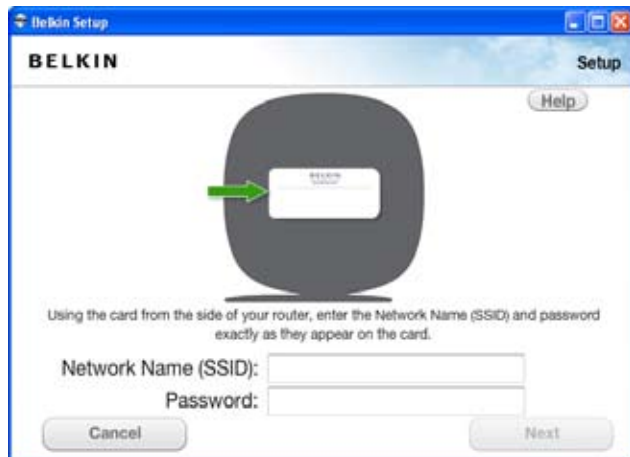 Belkin Setup
BELKIN
Setup
Help
BELKIN
Using the card from the side of your router, enter the Network Name (SSID) and password
exactly as they appear on the card.
Network Name (SSID):
Password:
Cancel
Next